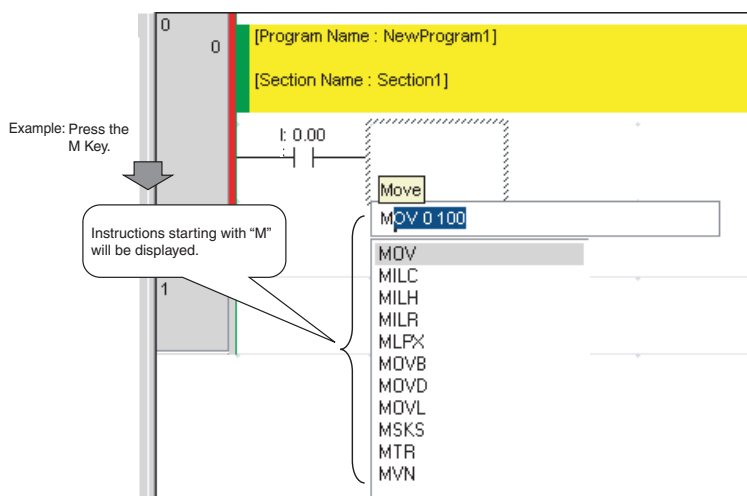 0
0
[Program Name : NewProgram1]
[Section Name : Section1]
Example: Press the
M Key.
I: 0.00
Move
MOV 0 100
Instructions starting with “M”
will be displayed.
1
MOV
MILC
MILH
MILR
MLPX
MOVB
MOVD
MOVL
MSKS
MTR
MVN